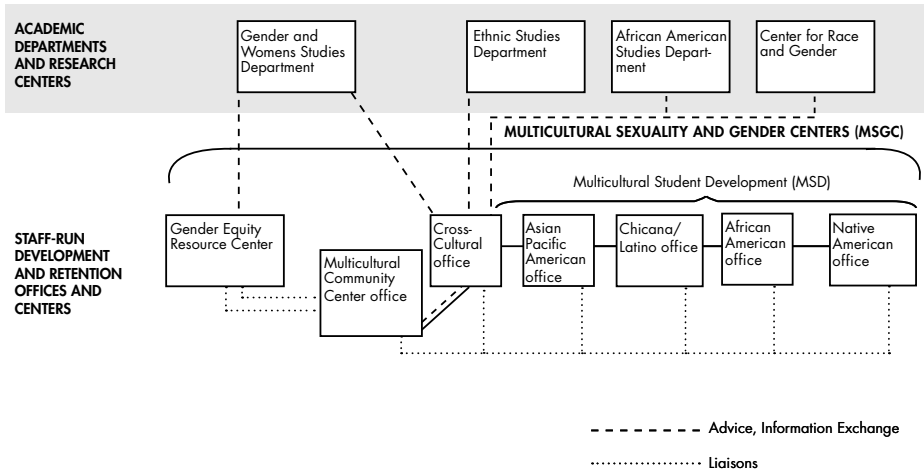 ACADEMIC
DEPARTMENTS
AND RESEARCH
CENTERS
Gender and
Womens Studies
Department
Ethnic Studies
Department
African American
Studies Depart-
ment
Center for Race
and Gender
MULTICULTURAL SEXUALITY AND GENDER CENTERS (MSGC)
Multicultural Student Development (MSD)
STAFF-RUN
DEVELOPMENT
AND RETENTION
OFFICES AND
CENTERS
Gender Equity
Resource Center
Multicultural
Community
Center office
Cross-
Cultural
office
Asian
Pacific
American
office
Chicana/
Latino office
African
American
office
Native
American
office
Advice, Information Exchange
Liaisons